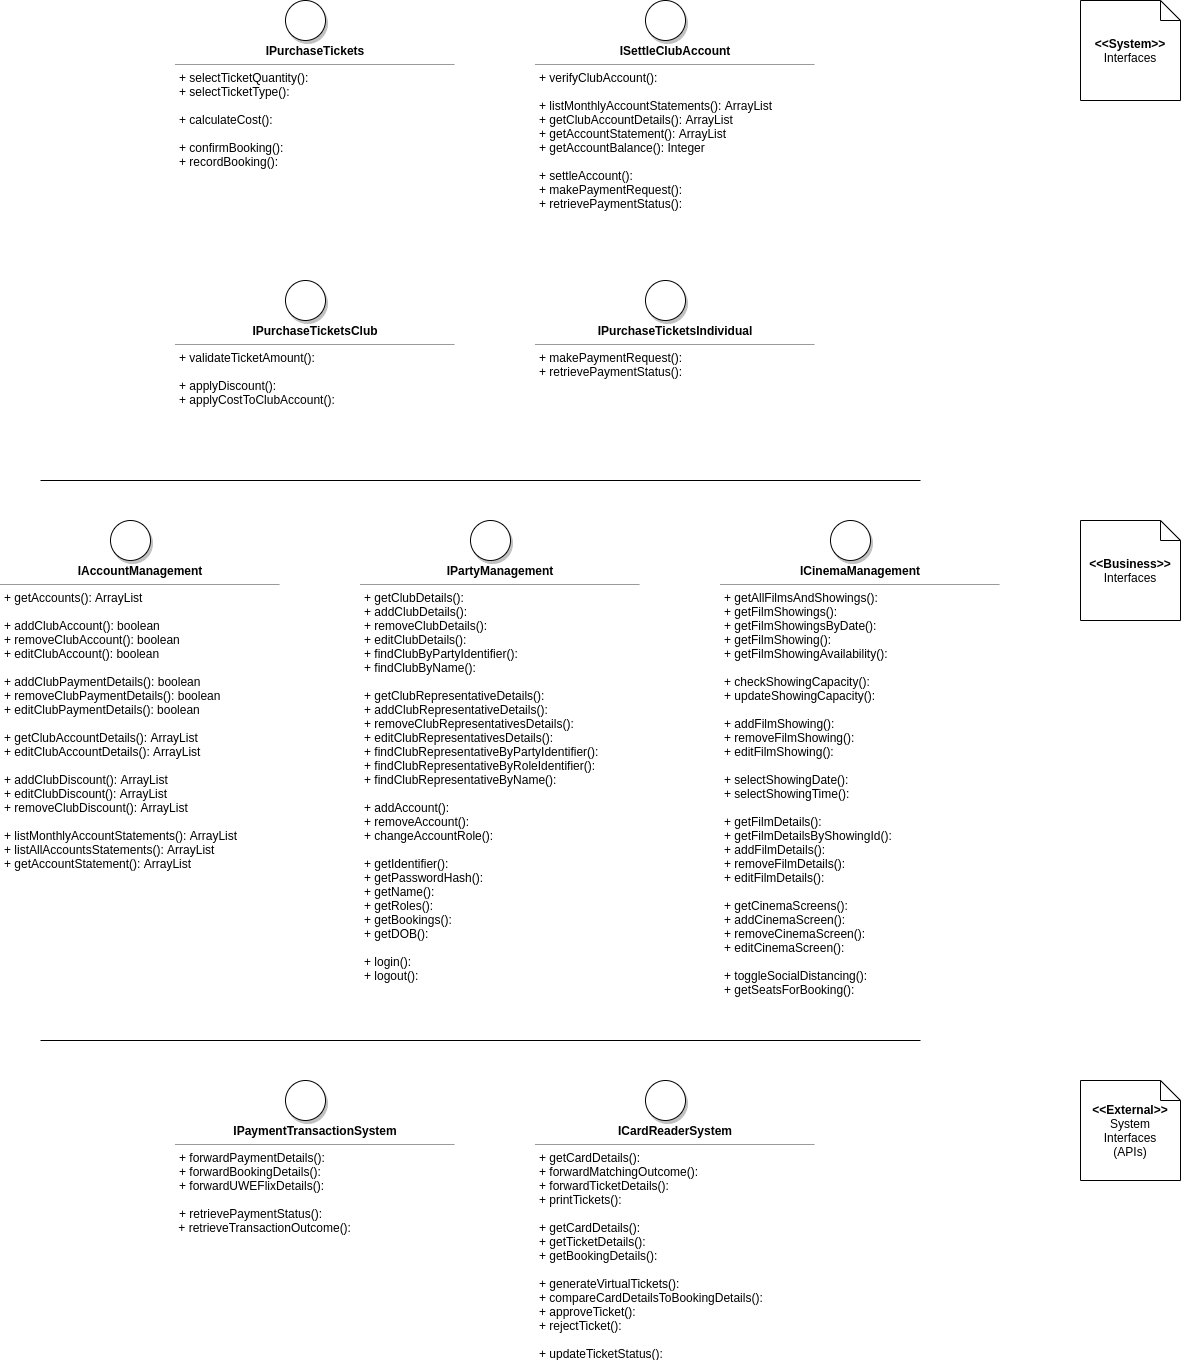 IPurchaseTickets
+ selectTicketQuantity():
+ selectTicketType():
+ calculateCost():
+ confirmBooking():
+ recordBooking():
ISettleClubAccount
+ verifyClubAccount():
+ listMonthlyAccountStatements(): ArrayList
+ getClubAccountDetails(): ArrayList
+ getAccountStatement(): ArrayList
+ getAccountBalance(): Integer
+ settleAccount():
+ makePaymentRequest():
+ retrievePaymentStatus():
<<System>>
Interfaces
IPurchaseTicketsClub
+ validateTicketAmount():
+ applyDiscount():
+ applyCostToClubAccount():
IPurchaseTicketsIndividual
+ makePaymentRequest():
+ retrievePaymentStatus():
IAccountManagement
+ getAccounts(): ArrayList
+ addClubAccount(): boolean
+ removeClubAccount(): boolean
+ editClubAccount(): boolean
+ addClubPaymentDetails(): boolean
+ removeClubPaymentDetails(): boolean
+ editClubPaymentDetails(): boolean
+ getClubAccountDetails(): ArrayList
+ editClubAccountDetails(): ArrayList
+ addClubDiscount(): ArrayList
+ editClubDiscount(): ArrayList
+ removeClubDiscount(): ArrayList
+ listMonthlyAccountStatements(): ArrayList
+ listAllAccountsStatements(): ArrayList
+ getAccountStatement(): ArrayList
IPartyManagement
+ getClubDetails():
+ addClubDetails():
+ removeClubDetails():
+ editClubDetails():
+ findClubByPartyIdentifier():
+ findClubByName():
+ getClubRepresentativeDetails():
+ addClubRepresentativeDetails():
+ removeClubRepresentativesDetails():
+ editClubRepresentativesDetails():
+ findClubRepresentativeByPartyIdentifier():
+ findClubRepresentativeByRoleIdentifier():
+ findClubRepresentativeByName():
+ addAccount():
+ removeAccount():
+ changeAccountRole():
+ getIdentifier():
+ getPasswordHash():
+ getName():
+ getRoles():
+ getBookings():
+ getDOB():
+ login():
+ logout():
ICinemaManagement
+ getAllFilmsAndShowings():
+ getFilmShowings():
+ getFilmShowingsByDate():
+ getFilmShowing():
+ getFilmShowingAvailability():
+ checkShowingCapacity():
+ updateShowingCapacity():
+ addFilmShowing():
+ removeFilmShowing():
+ editFilmShowing():
+ selectShowingDate():
+ selectShowingTime():
+ getFilmDetails():
+ getFilmDetailsByShowingId():
+ addFilmDetails():
+ removeFilmDetails():
+ editFilmDetails():
+ getCinemaScreens():
+ addCinemaScreen():
+ removeCinemaScreen():
+ editCinemaScreen():
+ toggleSocialDistancing():
+ getSeatsForBooking():
<<Business>>
Interfaces
IPaymentTransactionSystem
+ forwardPaymentDetails():
+ forwardBookingDetails():
+ forwardUWEFlixDetails():
+ retrievePaymentStatus():
+ retrieveTransactionOutcome():
ICardReaderSystem
+ getCardDetails():
+ forwardMatchingOutcome():
+ forwardTicketDetails():
+ printTickets():
+ getCardDetails():
+ getTicketDetails():
+ getBookingDetails():
+ generateVirtualTickets():
+ compareCardDetailsToBookingDetails():
+ approveTicket():
+ rejectTicket():
+ updateTicketStatus():
<<External>>
System
Interfaces
(APIs)